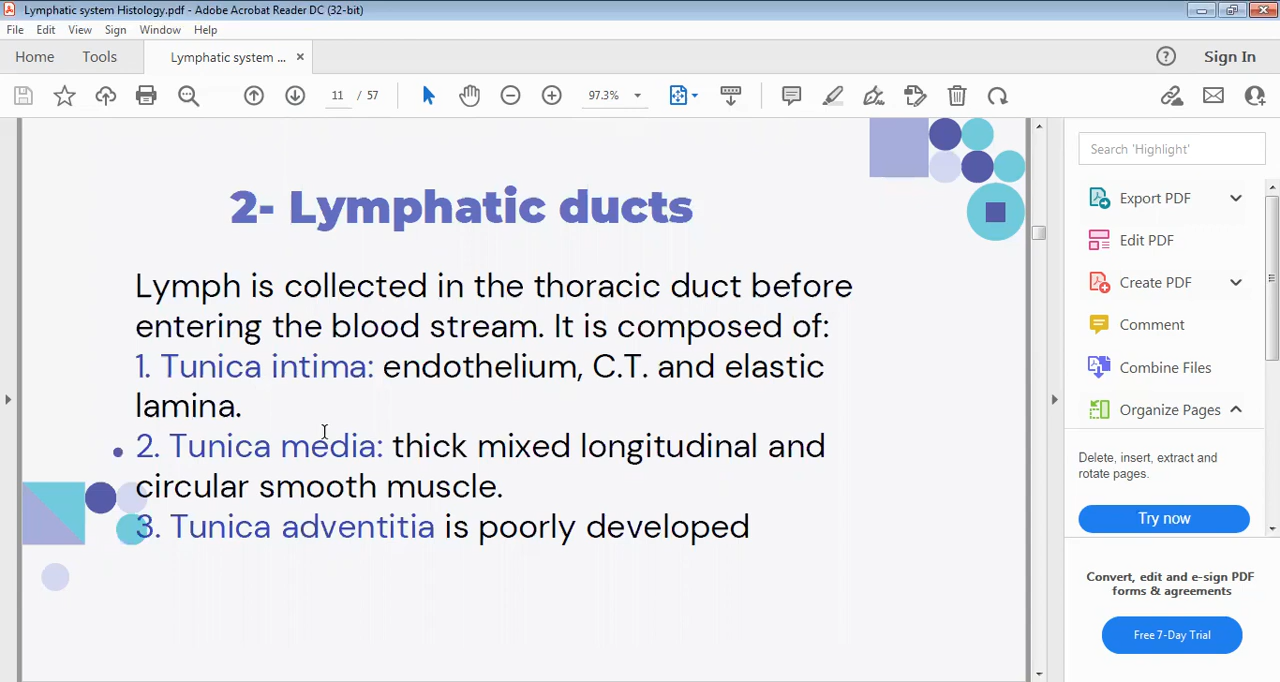 Lymphatic system Histology.pdf - Adobe Acrobat Reader DC (32-bit)
File Edit View Sign Window Help
Home Tools Lymphatic system ... × Sign In
11 / 57 97.3%
2- Lymphatic ducts
Lymph is collected in the thoracic duct before
entering the blood stream. It is composed of:
1. Tunica intima: endothelium, C.T. and elastic
lamina.
• 2. Tunica media: thick mixed longitudinal and
circular smooth muscle.
3. Tunica adventitia is poorly developed
Search 'Highlight'
Export PDF
Edit PDF
Create PDF
Comment
Combine Files
Organize Pages
Delete, insert, extract and
rotate pages.
Try now
Convert, edit and e-sign PDF
forms & agreements
Free 7-Day Trial